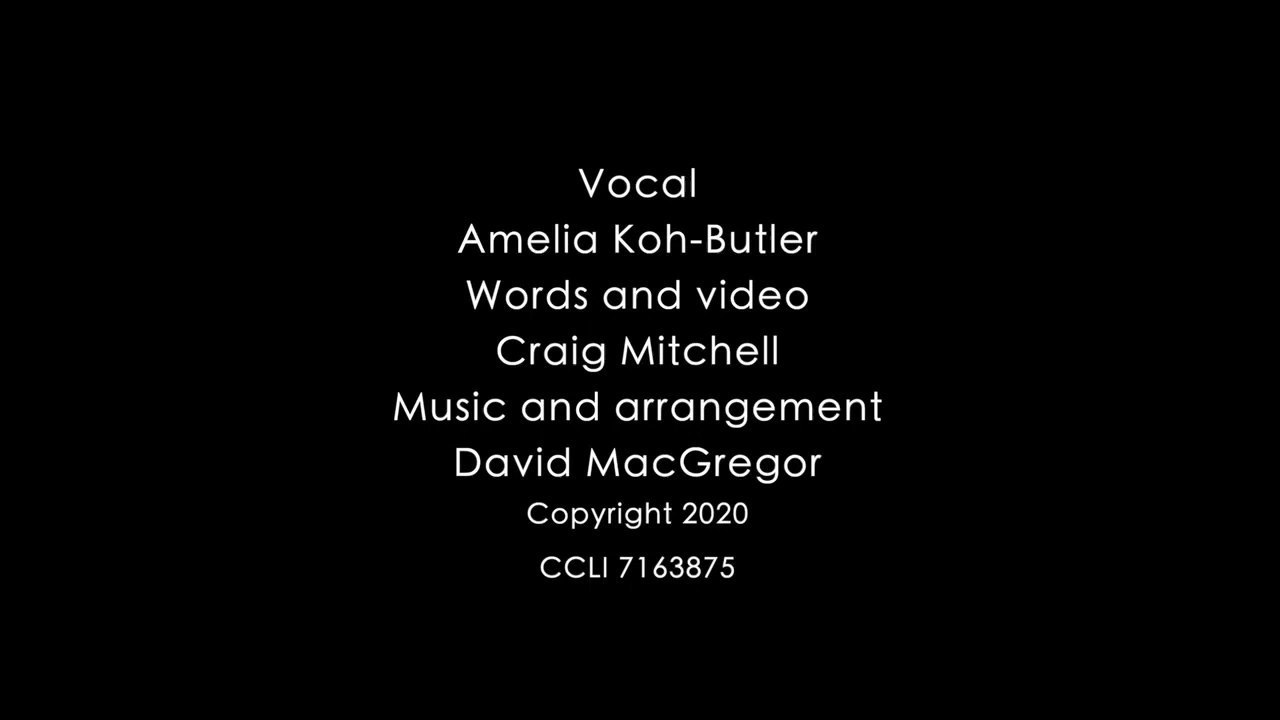 Vocal
Amelia Koh-Butler
Words and video
Craig Mitchell
Music and arrangement
David MacGregor
Copyright 2020
CCLI 7163875